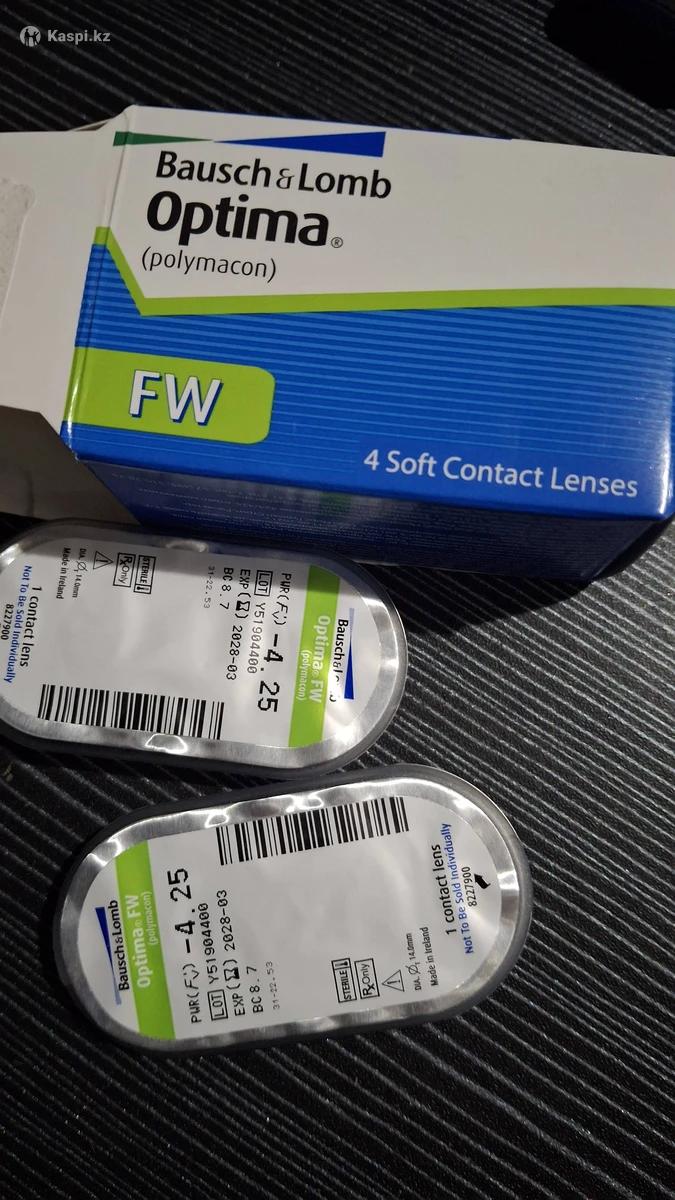 Kaspi.kz
Bausch & Lomb
Optima®
(polymacon)
FW
4 Soft Contact Lenses
Bausch & L
Optima® FW
(polymacon)
PWR (F) -4.25
LOT Y51904400
EXP 2028-03
BC 8.7
31-22.53
STERILE
Rx Only
DIA. Ø 14.0mm
Made in Ireland
1 contact lens
Not To Be Sold Individually
8227900
Bausch & Lomb
Optima® FW
(polymacon)
PWR (F) -4.25
LOT Y51904400
EXP 2028-03
BC 8.7
31-22.53
STERILE
Rx Only
DIA. Ø 14.0mm
Made in Ireland
1 contact lens
Not To Be Sold Individually
8227900